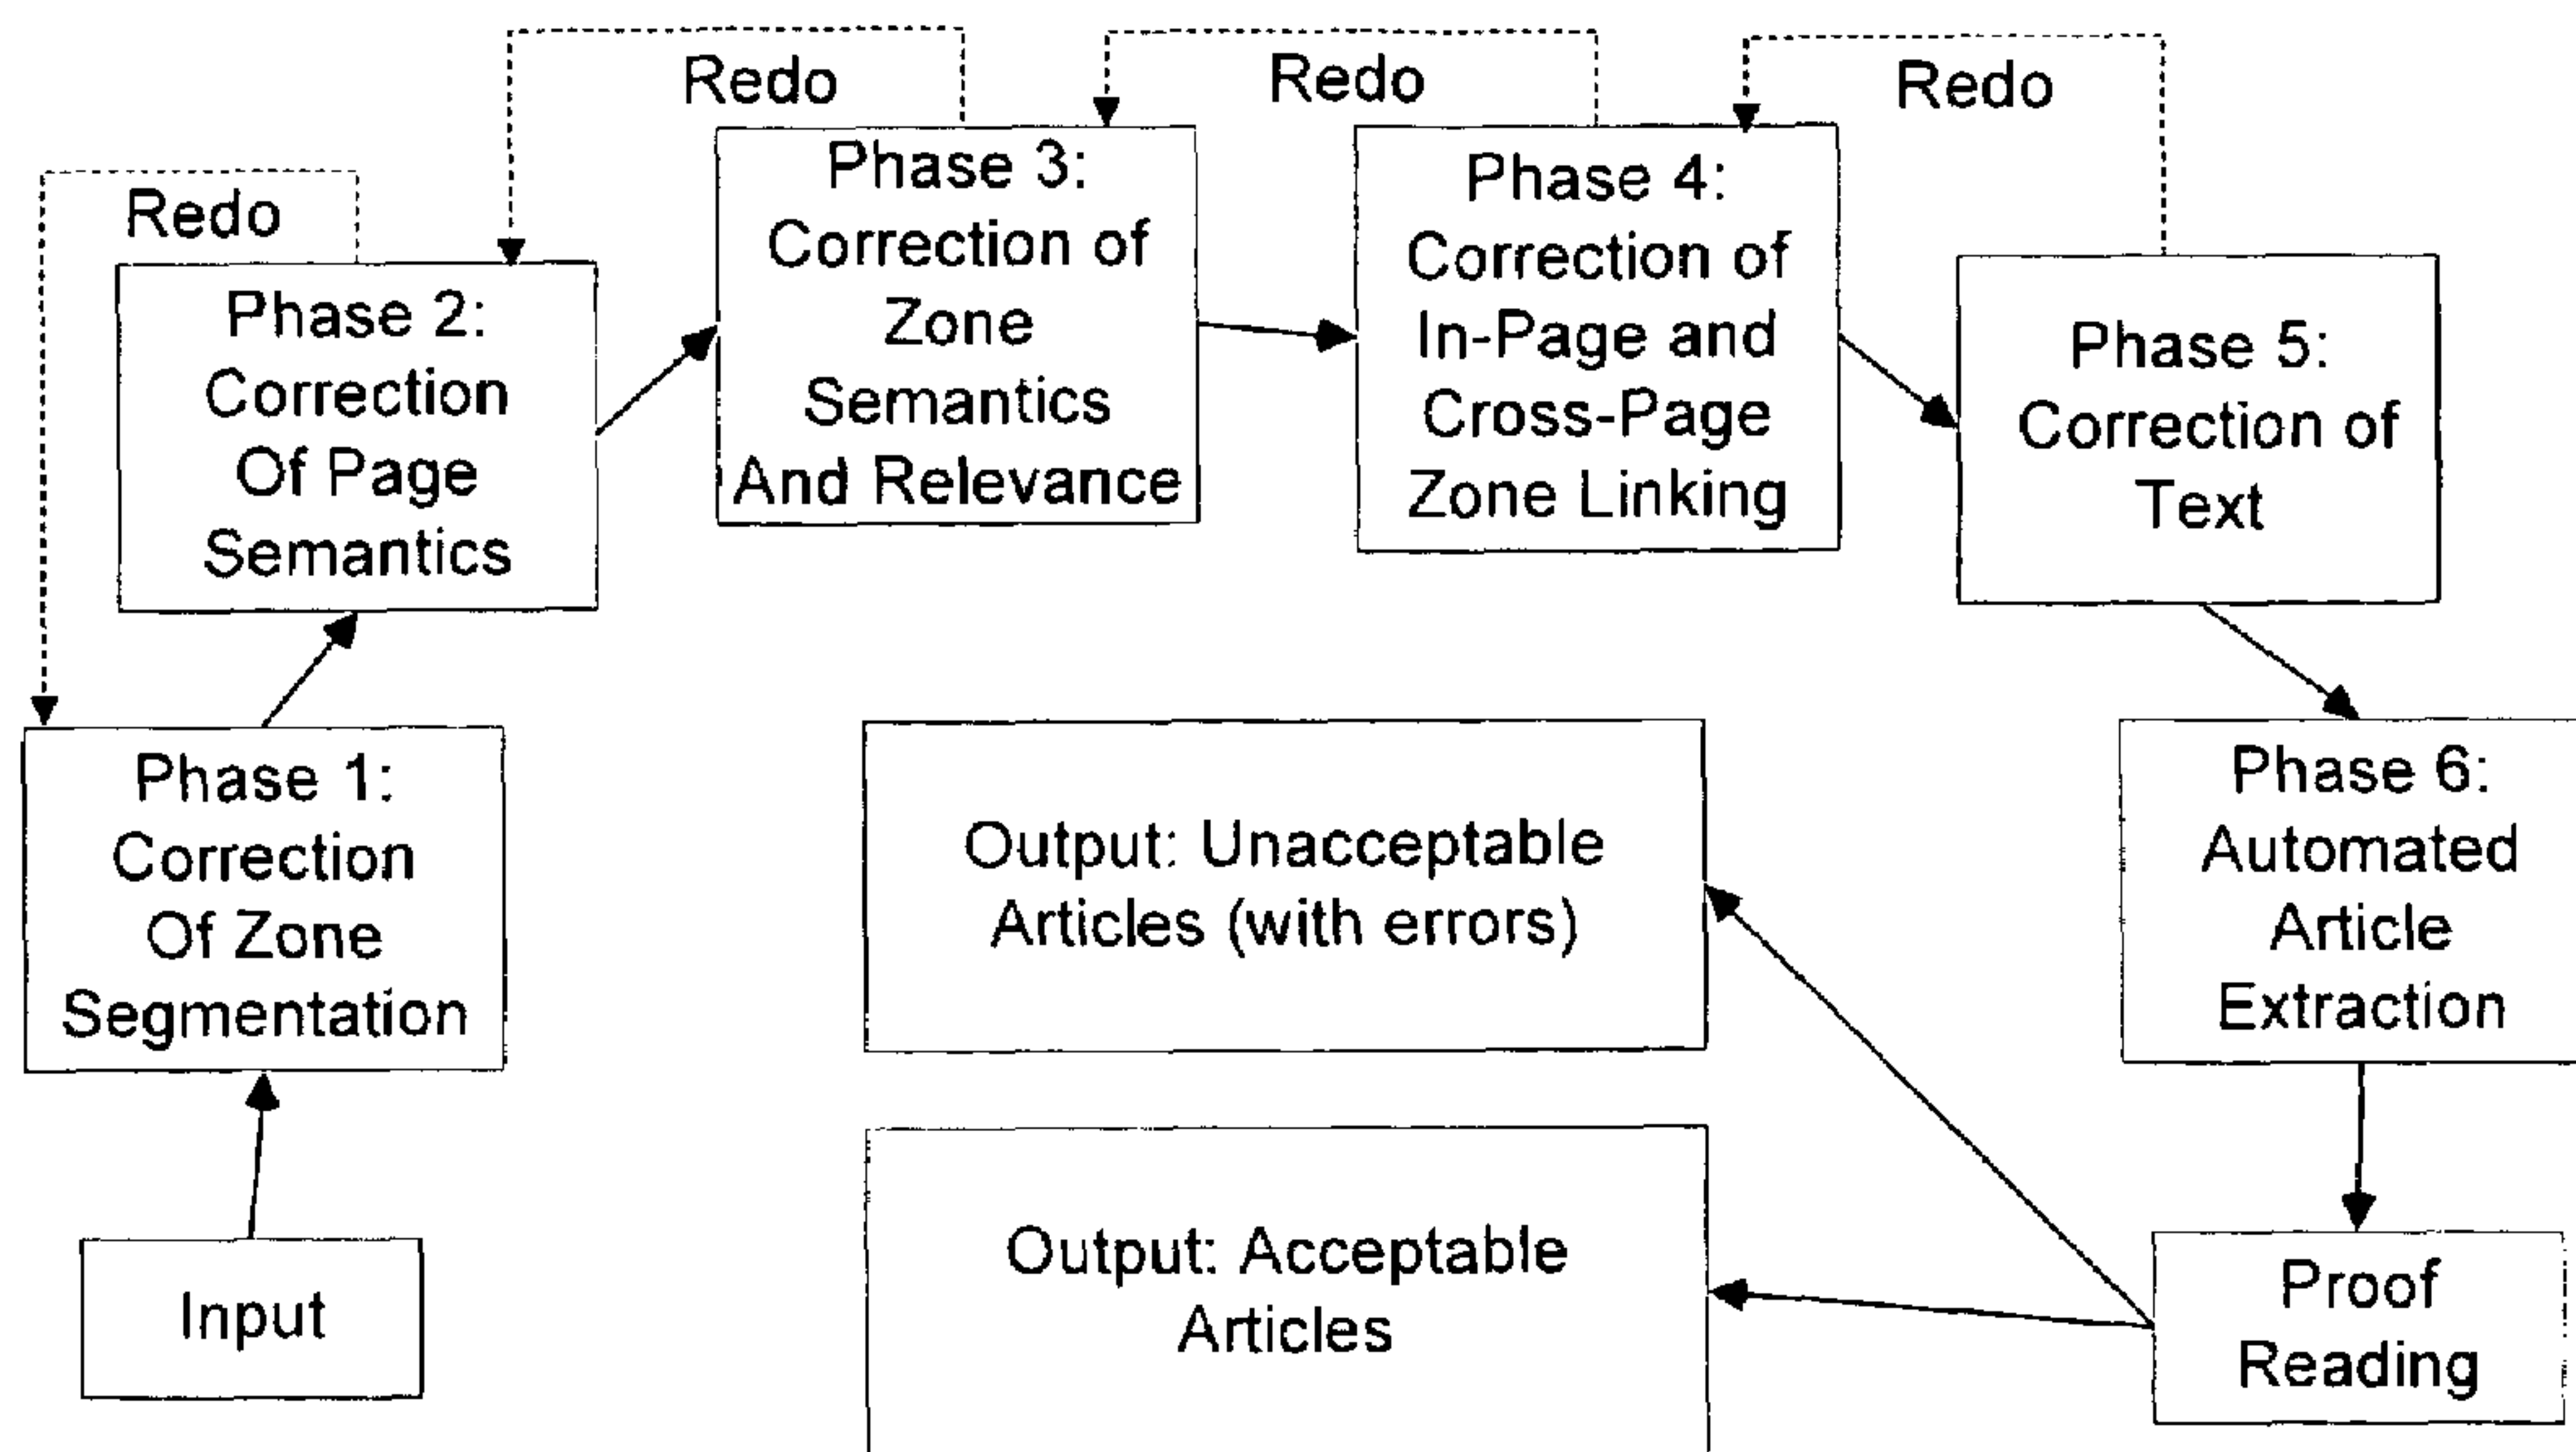 Redo
Redo
Redo
Redo
Phase 1:
Correction
Of Zone
Segmentation
Phase 2:
Correction
Of Page
Semantics
Phase 3:
Correction of
Zone
Semantics
And Relevance
Phase 4:
Correction of
In-Page and
Cross-Page
Zone Linking
Phase 5:
Correction of
Text
Phase 6:
Automated
Article
Extraction
Output: Unacceptable
Articles (with errors)
Output: Acceptable
Articles
Input
Proof
Reading